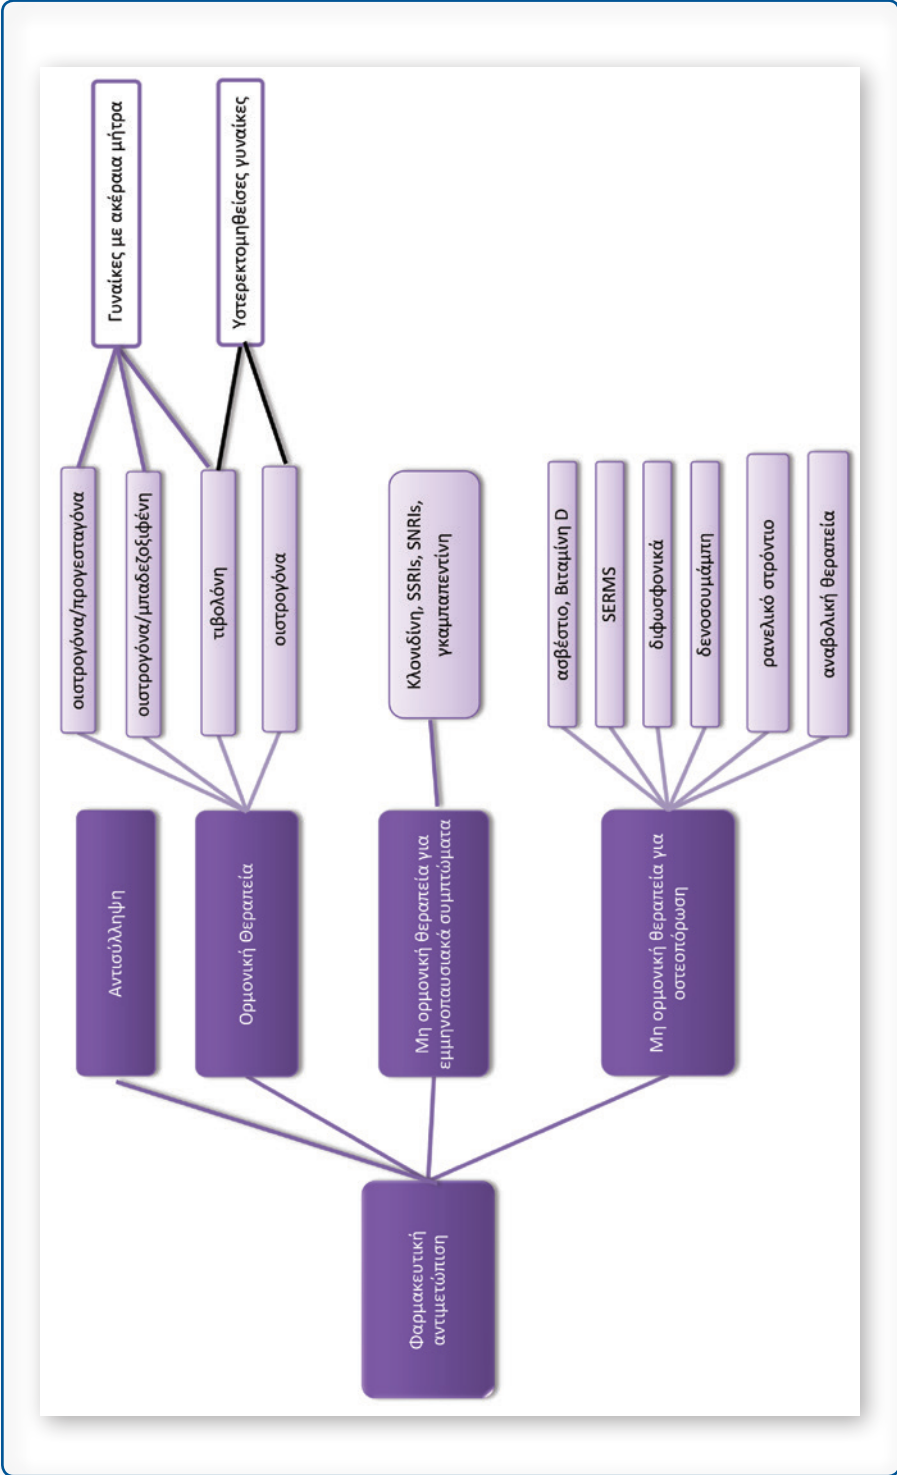 Φαρμακευτική
αντιμετώπιση
Αντισύλληψη
Ορμονική Θεραπεία
Μη ορμονική θεραπεία για
εμμηνοπαυσιακά συμπτώματα
Μη ορμονική θεραπεία για
οστεοπόρωση
οιστρογόνα/προγεσταγόνα
οιστρογόνα/μπαδεζοξιφένη
τιβολόνη
οιστρογόνα
Κλονιδίνη, SSRIs, SNRIs,
γκαμπαπεντίνη
ασβέστιο, Βιταμίνη D
SERMS
διφωσφονικά
δενοσουμάμπη
ρανελικό στρόντιο
αναβολική θεραπεία
Γυναίκες με ακέραια μήτρα
Υστερεκτομηθείσες γυναίκες